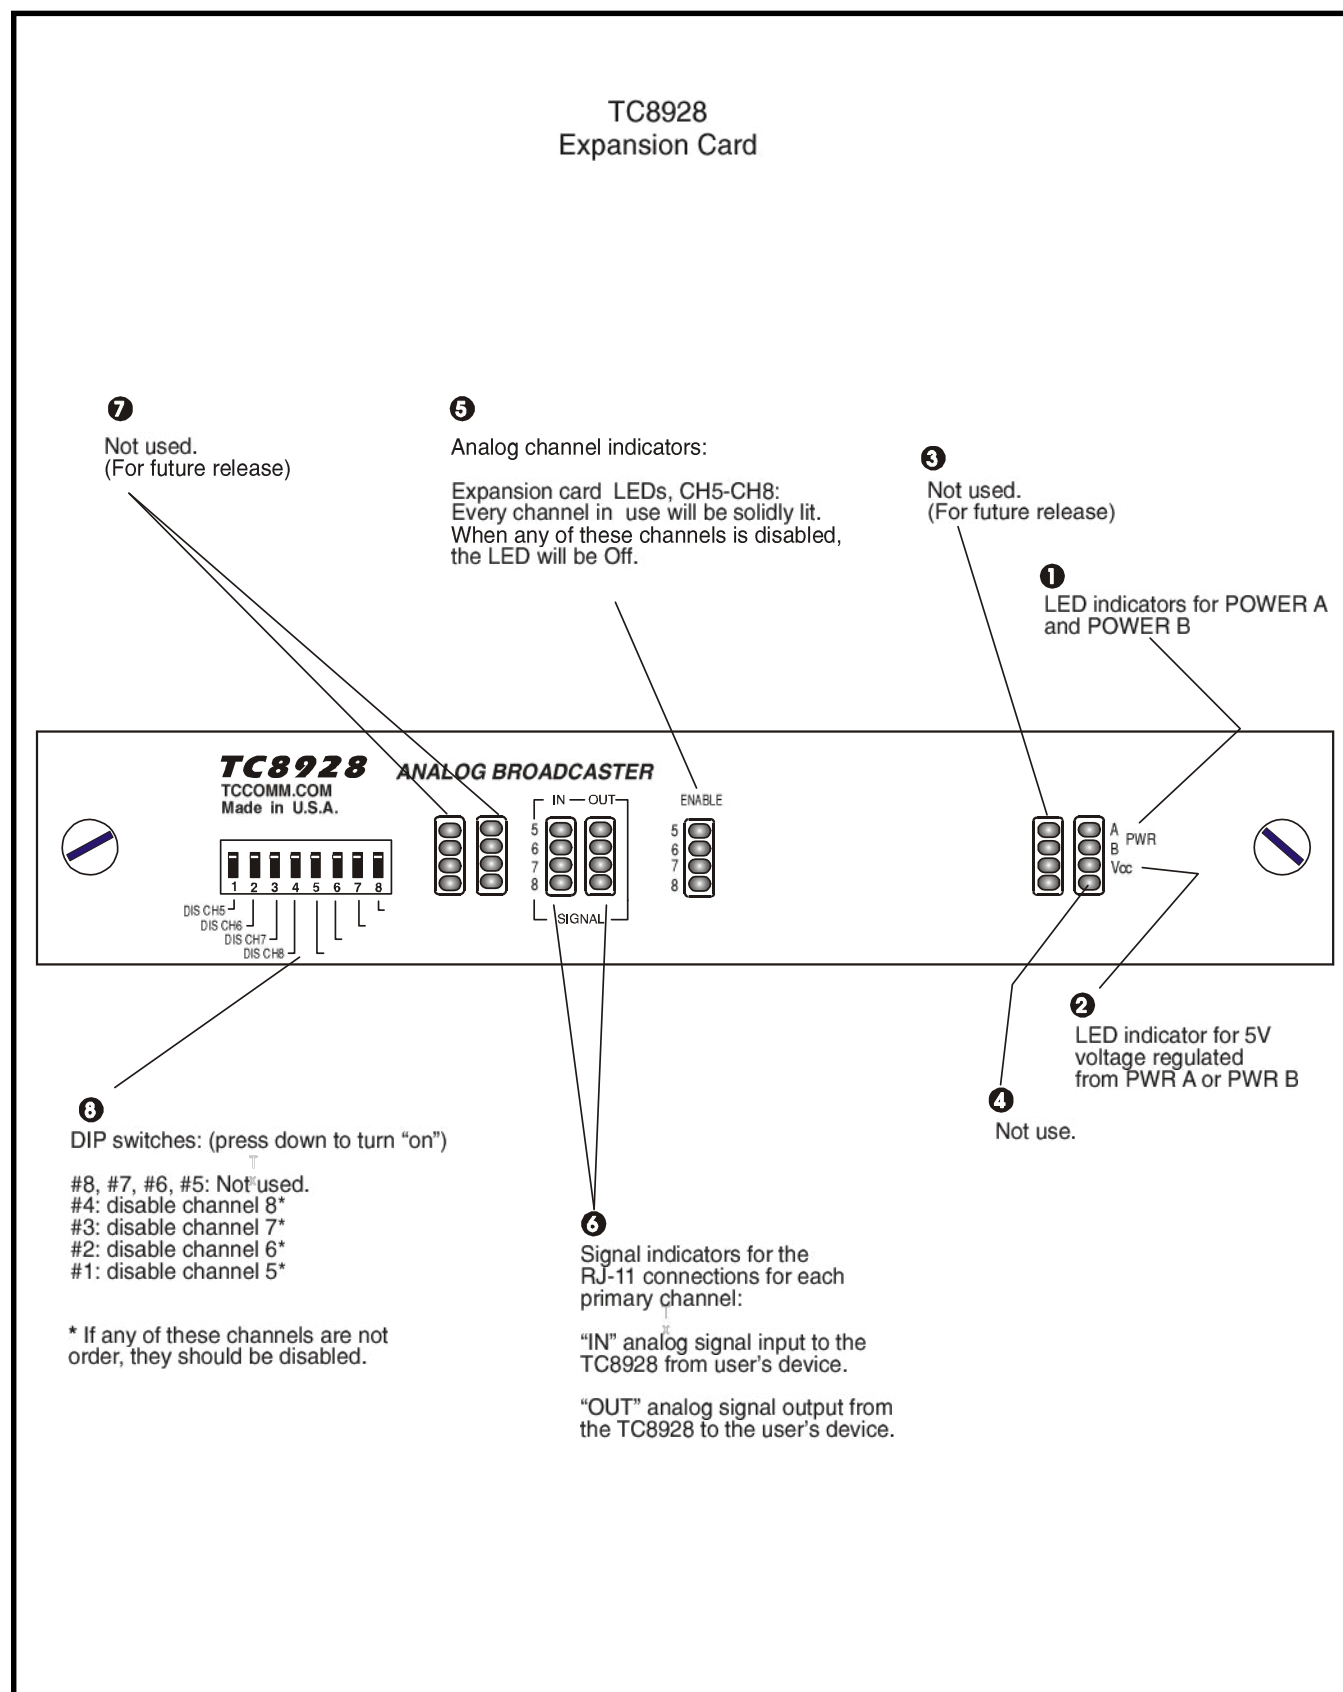 TC8928
Expansion Card
7
Not used.
(For future release)
5
Analog channel indicators:
Expansion card LEDs, CH5-CH8:
Every channel in use will be solidly lit.
When any of these channels is disabled,
the LED will be Off.
3
Not used.
(For future release)
1
LED indicators for POWER A
and POWER B
TC8928 ANALOG BROADCASTER
TCCOMM.COM
Made in U.S.A.
1 2 3 4 5 6 7 8
DIS CH5
DIS CH6
DIS CH7
DIS CH8
IN OUT
5
6
7
8
SIGNAL
ENABLE
5
6
7
8
A
B
PWR
Vcc
2
LED indicator for 5V
voltage regulated
from PWR A or PWR B
4
Not use.
8
DIP switches: (press down to turn “on”)
T
x
#8, #7, #6, #5: Not used.
#4: disable channel 8*
#3: disable channel 7*
#2: disable channel 6*
#1: disable channel 5*
* If any of these channels are not
order, they should be disabled.
6
Signal indicators for the
RJ-11 connections for each
primary channel:
T
x
“IN” analog signal input to the
TC8928 from user’s device.
“OUT” analog signal output from
the TC8928 to the user’s device.